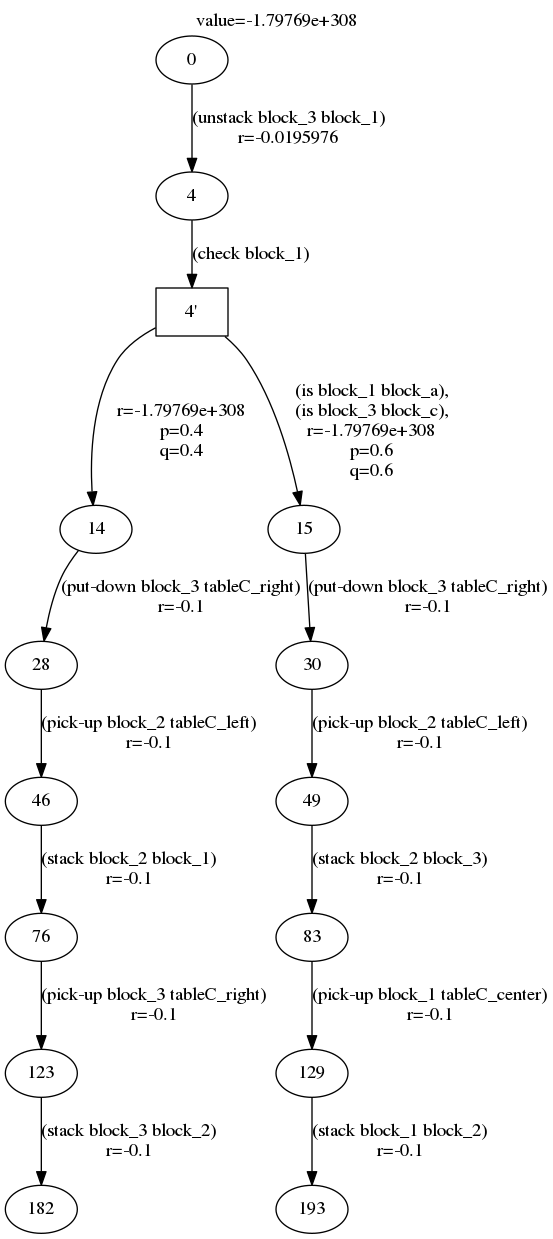 value=-1.79769e+308
0
(unstack block_3 block_1)
r=-0.0195976
4
(check block_1)
4'
r=-1.79769e+308
p=0.4
q=0.4
(is block_1 block_a),
(is block_3 block_c),
r=-1.79769e+308
p=0.6
q=0.6
14
15
(put-down block_3 tableC_right)
r=-0.1
(put-down block_3 tableC_right)
r=-0.1
28
30
(pick-up block_2 tableC_left)
r=-0.1
(pick-up block_2 tableC_left)
r=-0.1
46
49
(stack block_2 block_1)
r=-0.1
(stack block_2 block_3)
r=-0.1
76
83
(pick-up block_3 tableC_right)
r=-0.1
(pick-up block_1 tableC_center)
r=-0.1
123
129
(stack block_3 block_2)
r=-0.1
(stack block_1 block_2)
r=-0.1
182
193